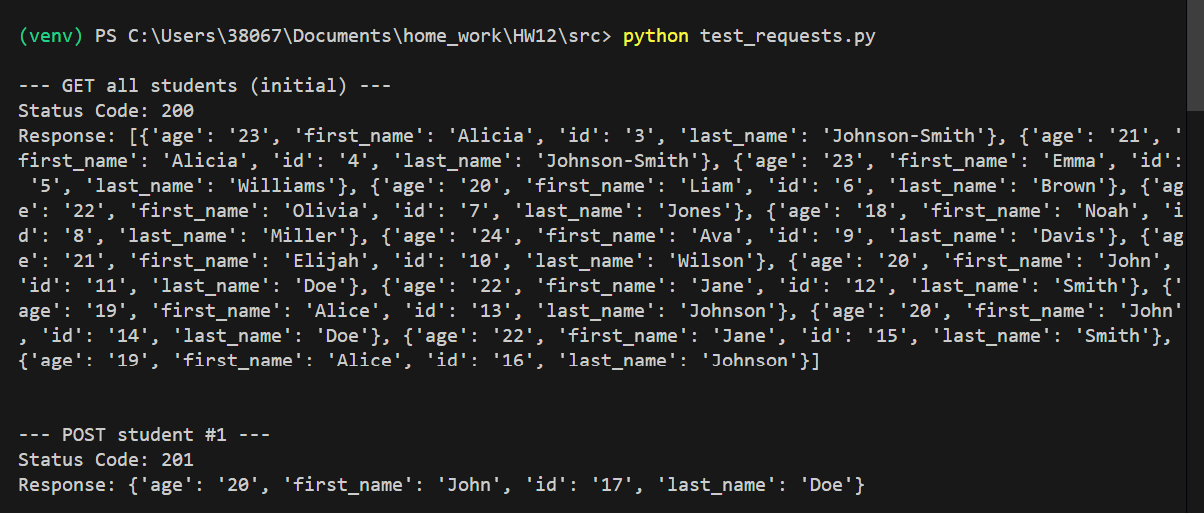 (venv) PS C:\Users\38067\Documents\home_work\HW12\src> python test_requests.py
--- GET all students (initial) ---
Status Code: 200
Response: [{'age': '23', 'first_name': 'Alicia', 'id': '3', 'last_name': 'Johnson-Smith'}, {'age': '21', '
first_name': 'Alicia', 'id': '4', 'last_name': 'Johnson-Smith'}, {'age': '23', 'first_name': 'Emma', 'id':
 '5', 'last_name': 'Williams'}, {'age': '20', 'first_name': 'Liam', 'id': '6', 'last_name': 'Brown'}, {'ag
e': '22', 'first_name': 'Olivia', 'id': '7', 'last_name': 'Jones'}, {'age': '18', 'first_name': 'Noah', 'i
d': '8', 'last_name': 'Miller'}, {'age': '24', 'first_name': 'Ava', 'id': '9', 'last_name': 'Davis'}, {'ag
e': '21', 'first_name': 'Elijah', 'id': '10', 'last_name': 'Wilson'}, {'age': '20', 'first_name': 'John',
'id': '11', 'last_name': 'Doe'}, {'age': '22', 'first_name': 'Jane', 'id': '12', 'last_name': 'Smith'}, {'
age': '19', 'first_name': 'Alice', 'id': '13', 'last_name': 'Johnson'}, {'age': '20', 'first_name': 'John'
, 'id': '14', 'last_name': 'Doe'}, {'age': '22', 'first_name': 'Jane', 'id': '15', 'last_name': 'Smith'},
{'age': '19', 'first_name': 'Alice', 'id': '16', 'last_name': 'Johnson'}]
--- POST student #1 ---
Status Code: 201
Response: {'age': '20', 'first_name': 'John', 'id': '17', 'last_name': 'Doe'}